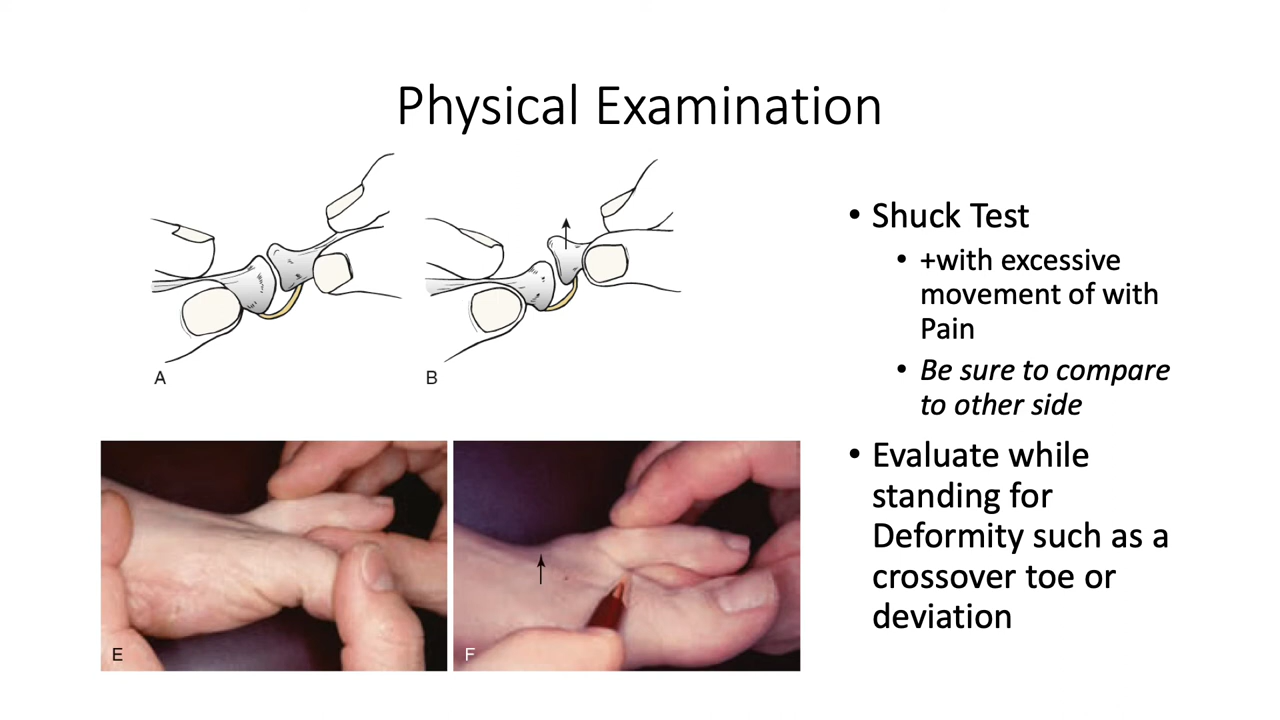 Physical Examination
A
B
E
F
• Shuck Test
• +with excessive
movement of with
Pain
• Be sure to compare
to other side
• Evaluate while
standing for
Deformity such as a
crossover toe or
deviation